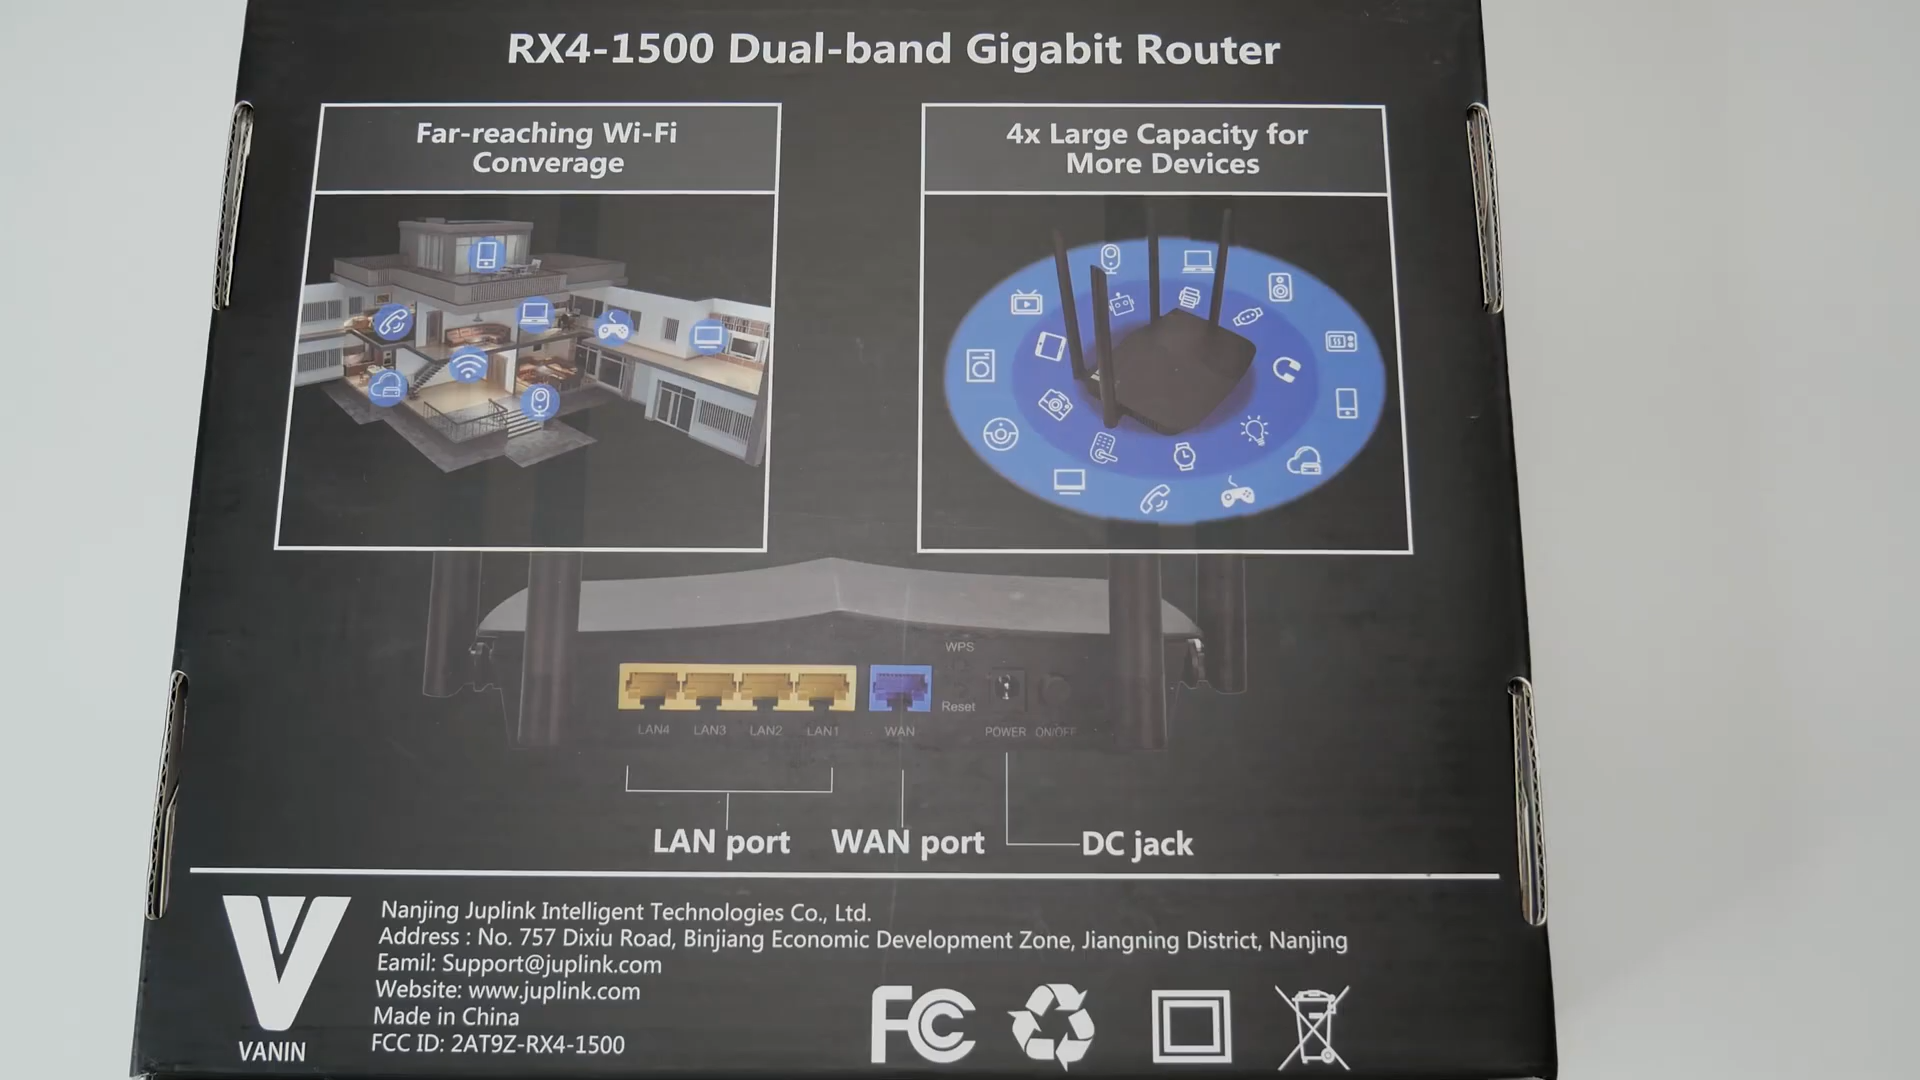 RX4-1500 Dual-band Gigabit Router
Far-reaching Wi-Fi
Converage
4x Large Capacity for
More Devices
WPS
Reset
LAN4 LAN3 LAN2 LAN1 WAN POWER ON/OFF
LAN port WAN port DC jack
Nanjing Juplink Intelligent Technologies Co., Ltd.
Address : No. 757 Dixiu Road, Binjiang Economic Development Zone, Jiangning District, Nanjing
Eamil: Support@juplink.com
Website: www.juplink.com
Made in China
FCC ID: 2AT9Z-RX4-1500
VANIN
FC